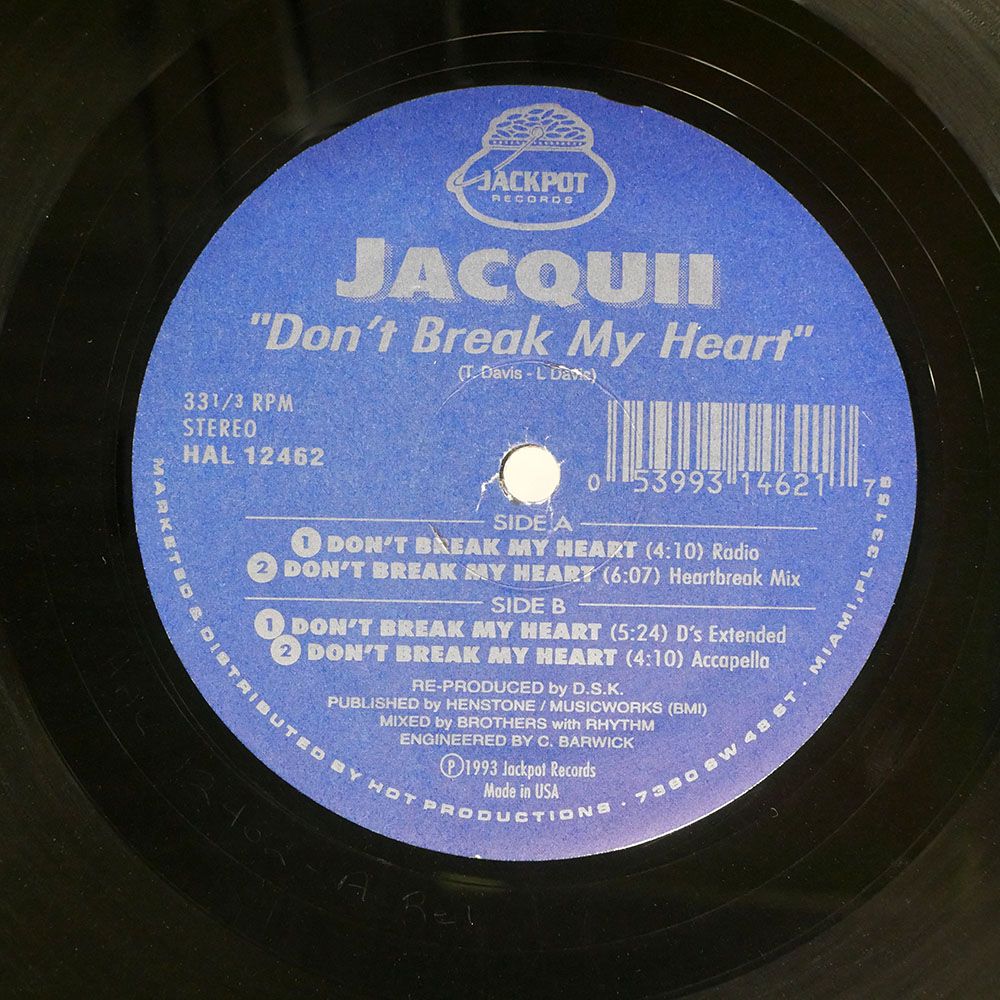 JACKPOT
RECORDS
JACQUII
"Don't Break My Heart"
(T. Davis - L Davis)
33 1/3 RPM
STEREO
HAL 12462
0 53993 14621 7
SIDE A
1 DON'T BREAK MY HEART (4:10) Radio
2 DON'T BREAK MY HEART (6:07) Heartbreak Mix
SIDE B
1 DON'T BREAK MY HEART (5:24) D's Extended
2 DON'T BREAK MY HEART (4:10) Accapella
RE-PRODUCED by D.S.K.
PUBLISHED by HENSTONE / MUSICWORKS (BMI)
MIXED by BROTHERS with RHYTHM
ENGINEERED BY C. BARWICK
Ⓟ1993 Jackpot Records
Made in USA
MARKETED & DISTRIBUTED BY HOT PRODUCTIONS · 7380 SW 48 ST · MIAMI, FL 33155